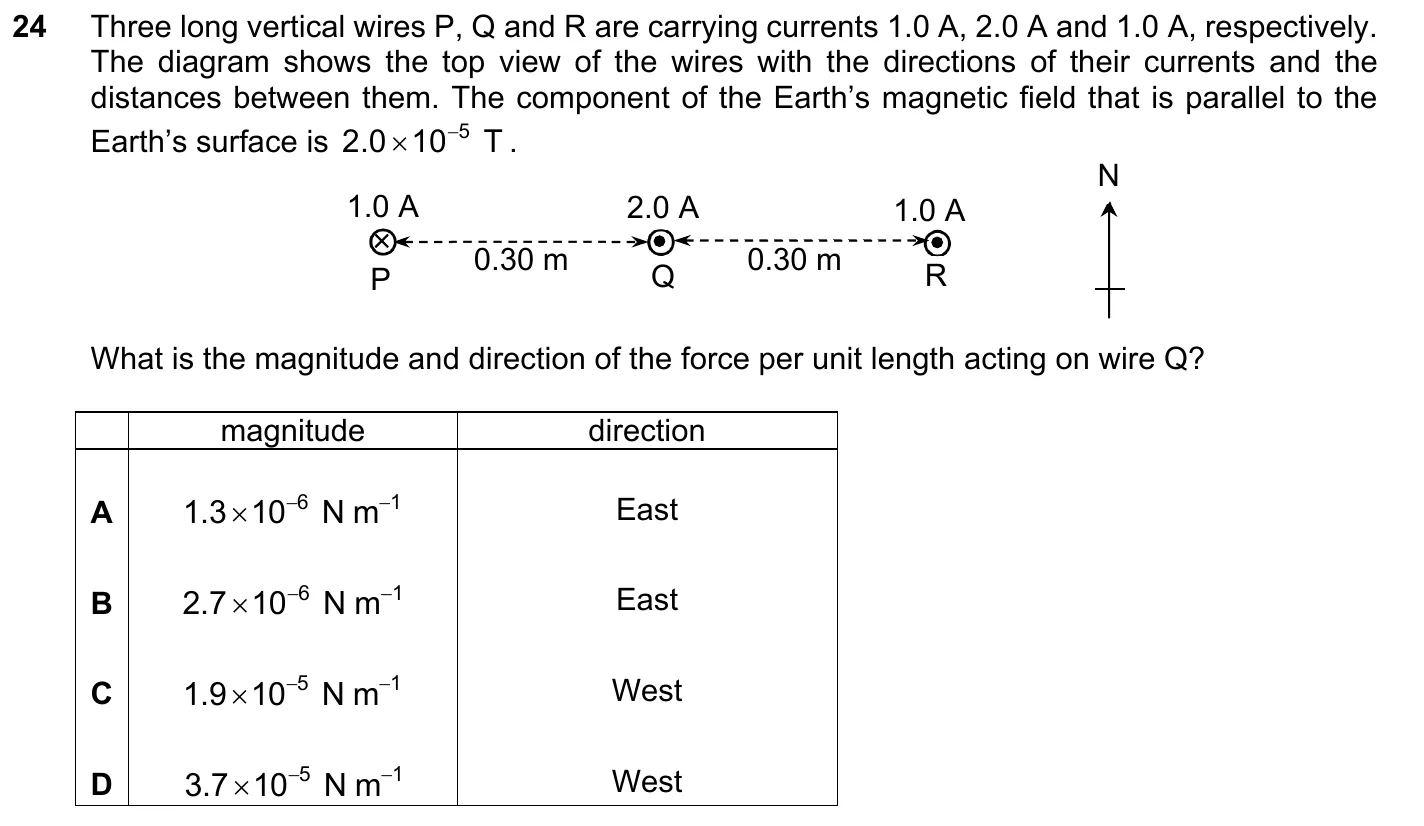 24 Three long vertical wires P, Q and R are carrying currents 1.0 A, 2.0 A and 1.0 A, respectively.
The diagram shows the top view of the wires with the directions of their currents and the
distances between them. The component of the Earth's magnetic field that is parallel to the
Earth's surface is 2.0×10⁻⁵ T.
N
1.0 A 2.0 A 1.0 A
0.30 m 0.30 m
P Q R
What is the magnitude and direction of the force per unit length acting on wire Q?
magnitude direction
A 1.3×10⁻⁶ N m⁻¹ East
B 2.7×10⁻⁶ N m⁻¹ East
C 1.9×10⁻⁵ N m⁻¹ West
D 3.7×10⁻⁵ N m⁻¹ West